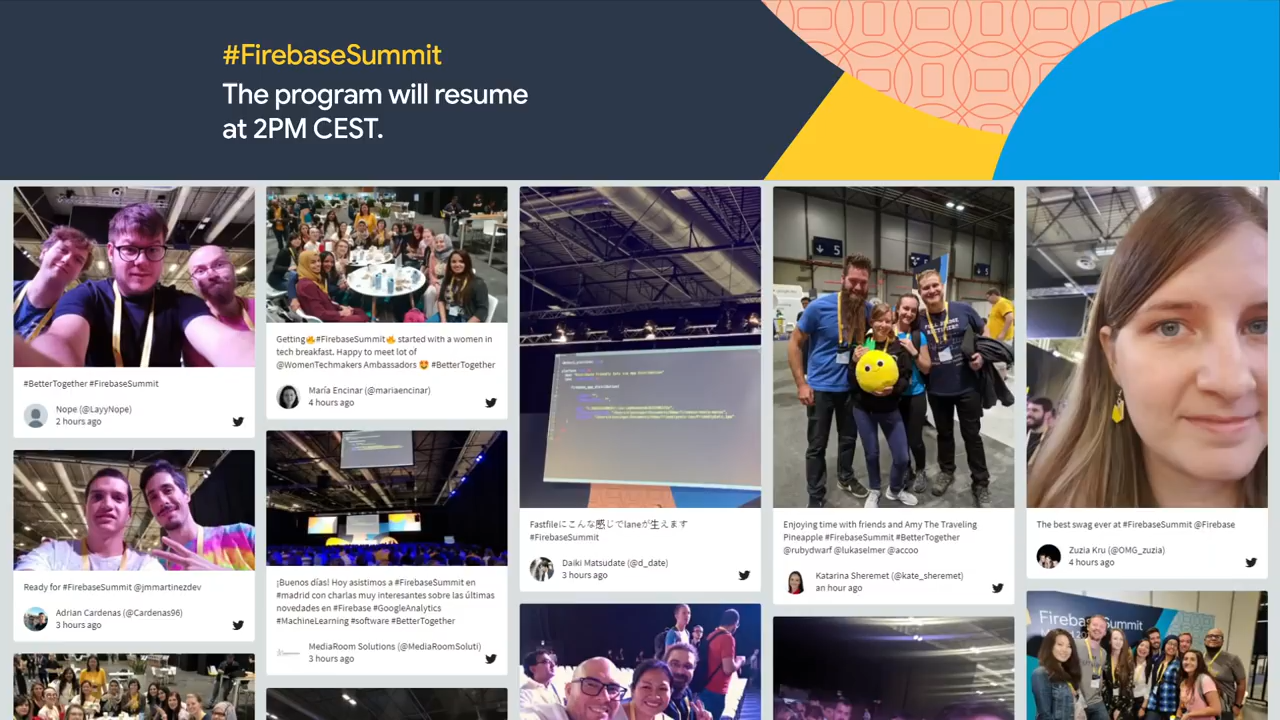 #FirebaseSummit
The program will resume
at 2PM CEST.
#BetterTogether #FirebaseSummit
Nope (@LayyNope)
2 hours ago
Ready for #FirebaseSummit @jmmartinezdev
Adrian Cardenas (@Cardenas96)
3 hours ago
Getting🔥#FirebaseSummit🔥 started with a women in
tech breakfast. Happy to meet lot of
@WomenTechmakers Ambassadors 😍 #BetterTogether
María Encinar (@mariaencinar)
4 hours ago
¡Buenos días! Hoy asistimos a #FirebaseSummit en
#madrid con charlas muy interesantes sobre las últimas
novedades en #Firebase #GoogleAnalytics
#MachineLearning #software #BetterTogether
MediaRoom Solutions (@MediaRoomSoluti)
3 hours ago
Fastfileにこんな感じでlaneが生えます
#FirebaseSummit
Daiki Matsudate (@d_date)
3 hours ago
5
5
Enjoying time with friends and Amy The Traveling
Pineapple #FirebaseSummit #BetterTogether
@rubydwarf @lukaselmer @accoo
Katarina Sheremet (@kate_sheremet)
an hour ago
The best swag ever at #FirebaseSummit @Firebase
Zuzia Kru (@OMG_zuzia)
4 hours ago